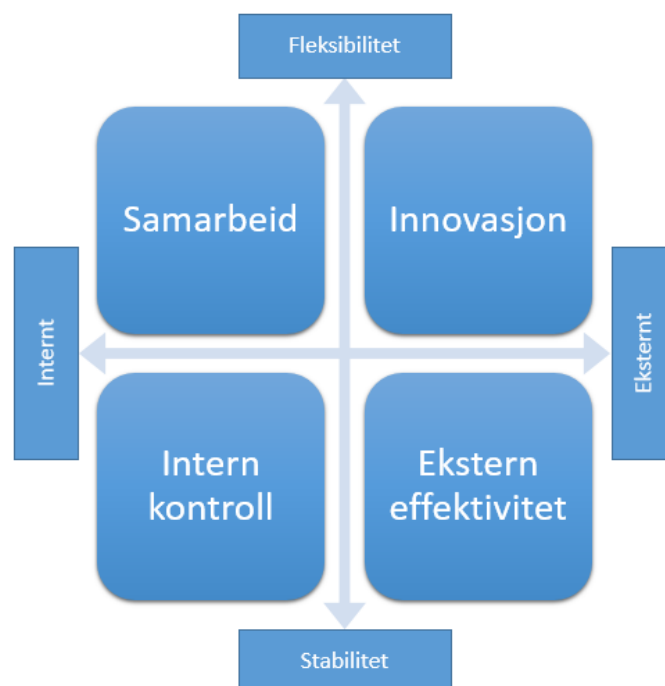 Fleksibilitet
Samarbeid
Innovasjon
Internt
Eksternt
Intern
kontroll
Ekstern
effektivitet
Stabilitet